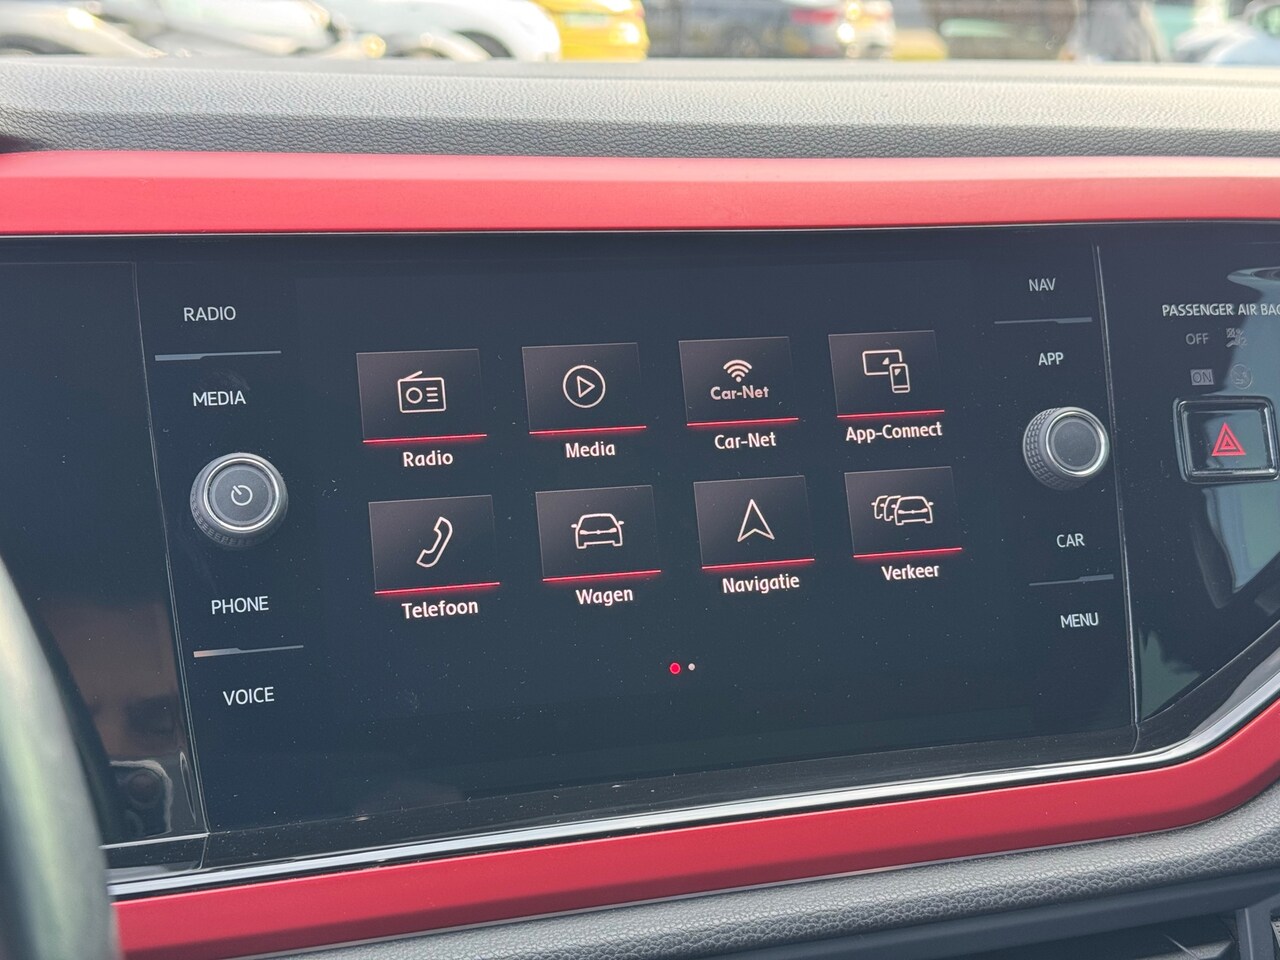 RADIO
MEDIA
PHONE
VOICE
Car-Net
Radio
Media
Car-Net
App-Connect
Telefoon
Wagen
Navigatie
Verkeer
NAV
APP
CAR
MENU
PASSENGER AIR BAG
OFF
ON